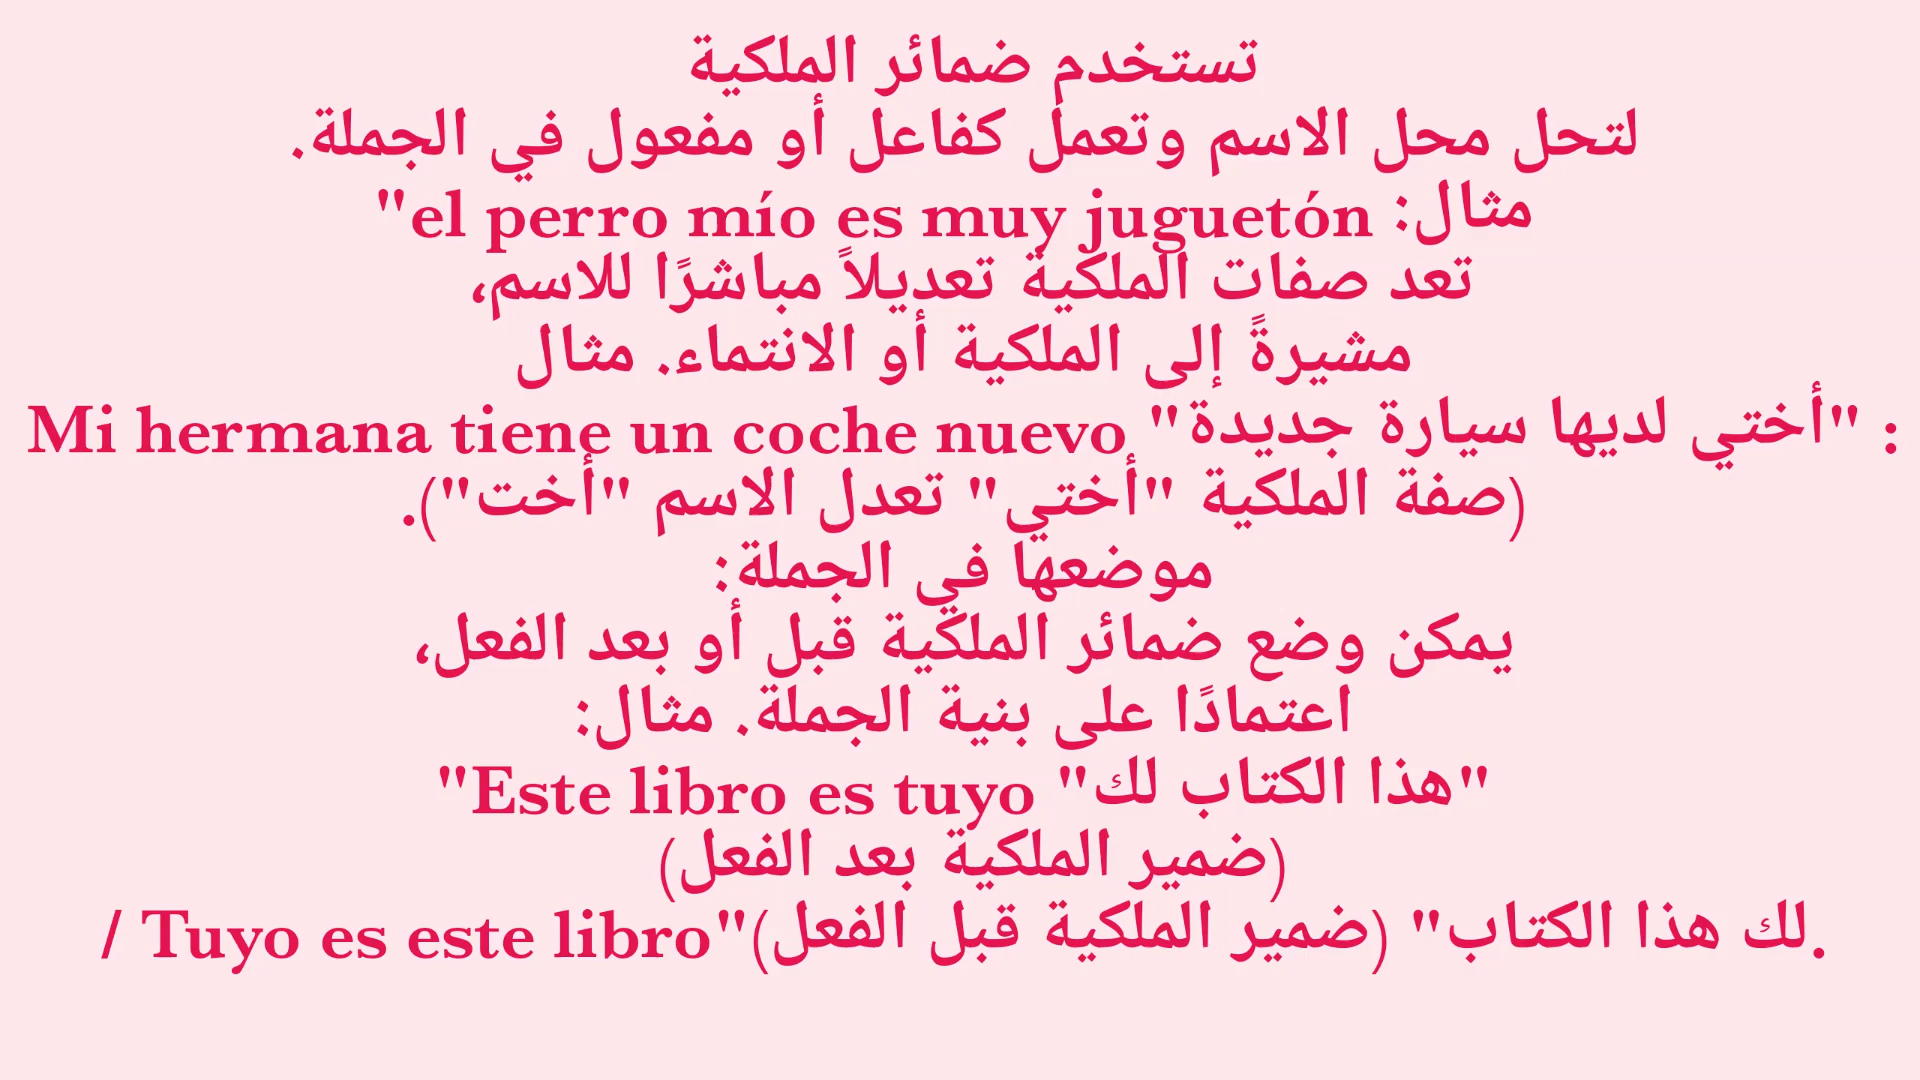 تستخدم ضمائر الملكية
لتحل محل الاسم وتعمل كفاعل أو مفعول في الجملة.
مثال: el perro mío es muy juguetón"
تعد صفات الملكية تعديلاً مباشرًا للاسم،
مشيرةً إلى الملكية أو الانتماء. مثال
: "أختي لديها سيارة جديدة" Mi hermana tiene un coche nuevo
(صفة الملكية "أختي" تعدل الاسم "أخت").
موضعها في الجملة:
يمكن وضع ضمائر الملكية قبل أو بعد الفعل،
اعتمادًا على بنية الجملة. مثال:
"هذا الكتاب لك" Este libro es tuyo"
(ضمير الملكية بعد الفعل)
/ Tuyo es este libro"(ضمير الملكية قبل الفعل) "لك هذا الكتاب.